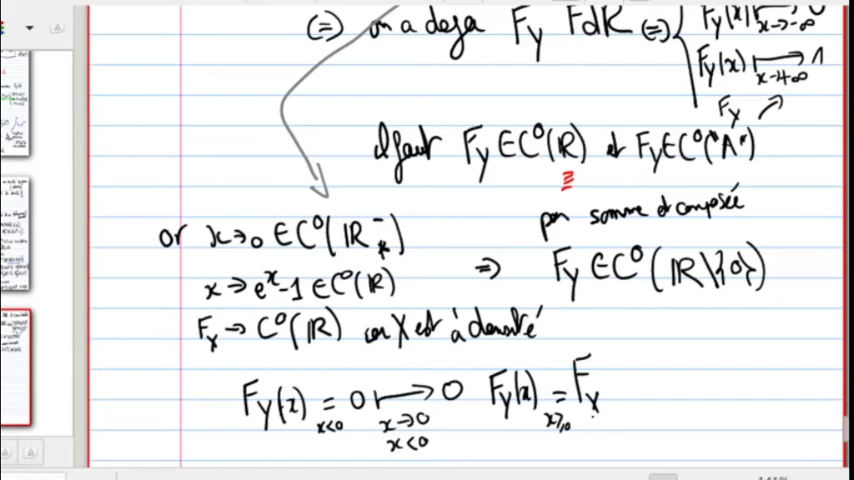 (=) on a déjà F_Y FdR (=) { F_Y(x) ↦ 0 x→-∞
F_Y(x) ↦ 1 x→+∞
F_Y ↗
il faut F_Y ∈ C⁰(ℝ) et F_Y ∈ C⁰("A")
par somme et composée
or x→0 ∈ C⁰(ℝ⁻*)
x→eˣ-1 ∈ C⁰(ℝ) ⇒ F_Y ∈ C⁰(ℝ\{0})
F_X → C⁰(ℝ) car X est à densité
F_Y(x) = 0 ↦ 0 F_Y(x) = F_X
x<0 x→0 x≥0
x<0
141%